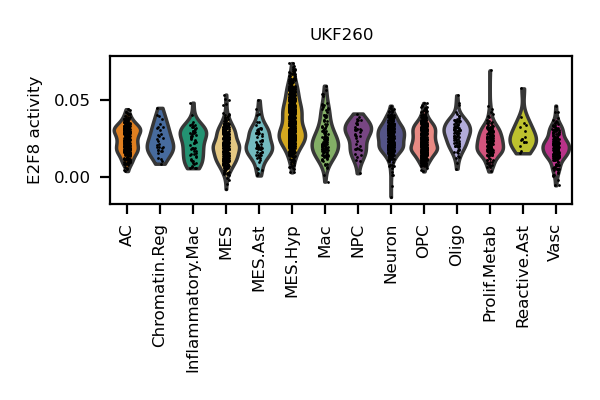 UKF260
E2F8 activity
0.05
0.00
AC
Chromatin.Reg
Inflammatory.Mac
MES
MES.Ast
MES.Hyp
Mac
NPC
Neuron
OPC
Oligo
Prolif.Metab
Reactive.Ast
Vasc